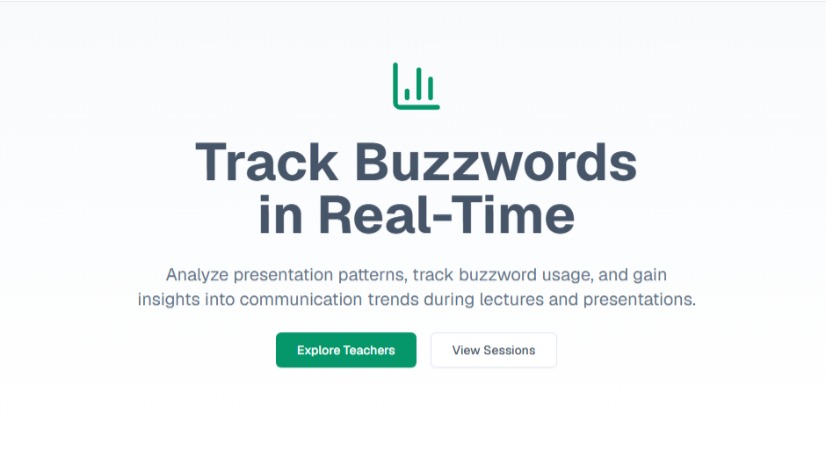 Track Buzzwords
in Real-Time
Analyze presentation patterns, track buzzword usage, and gain
insights into communication trends during lectures and presentations.
Explore Teachers
View Sessions